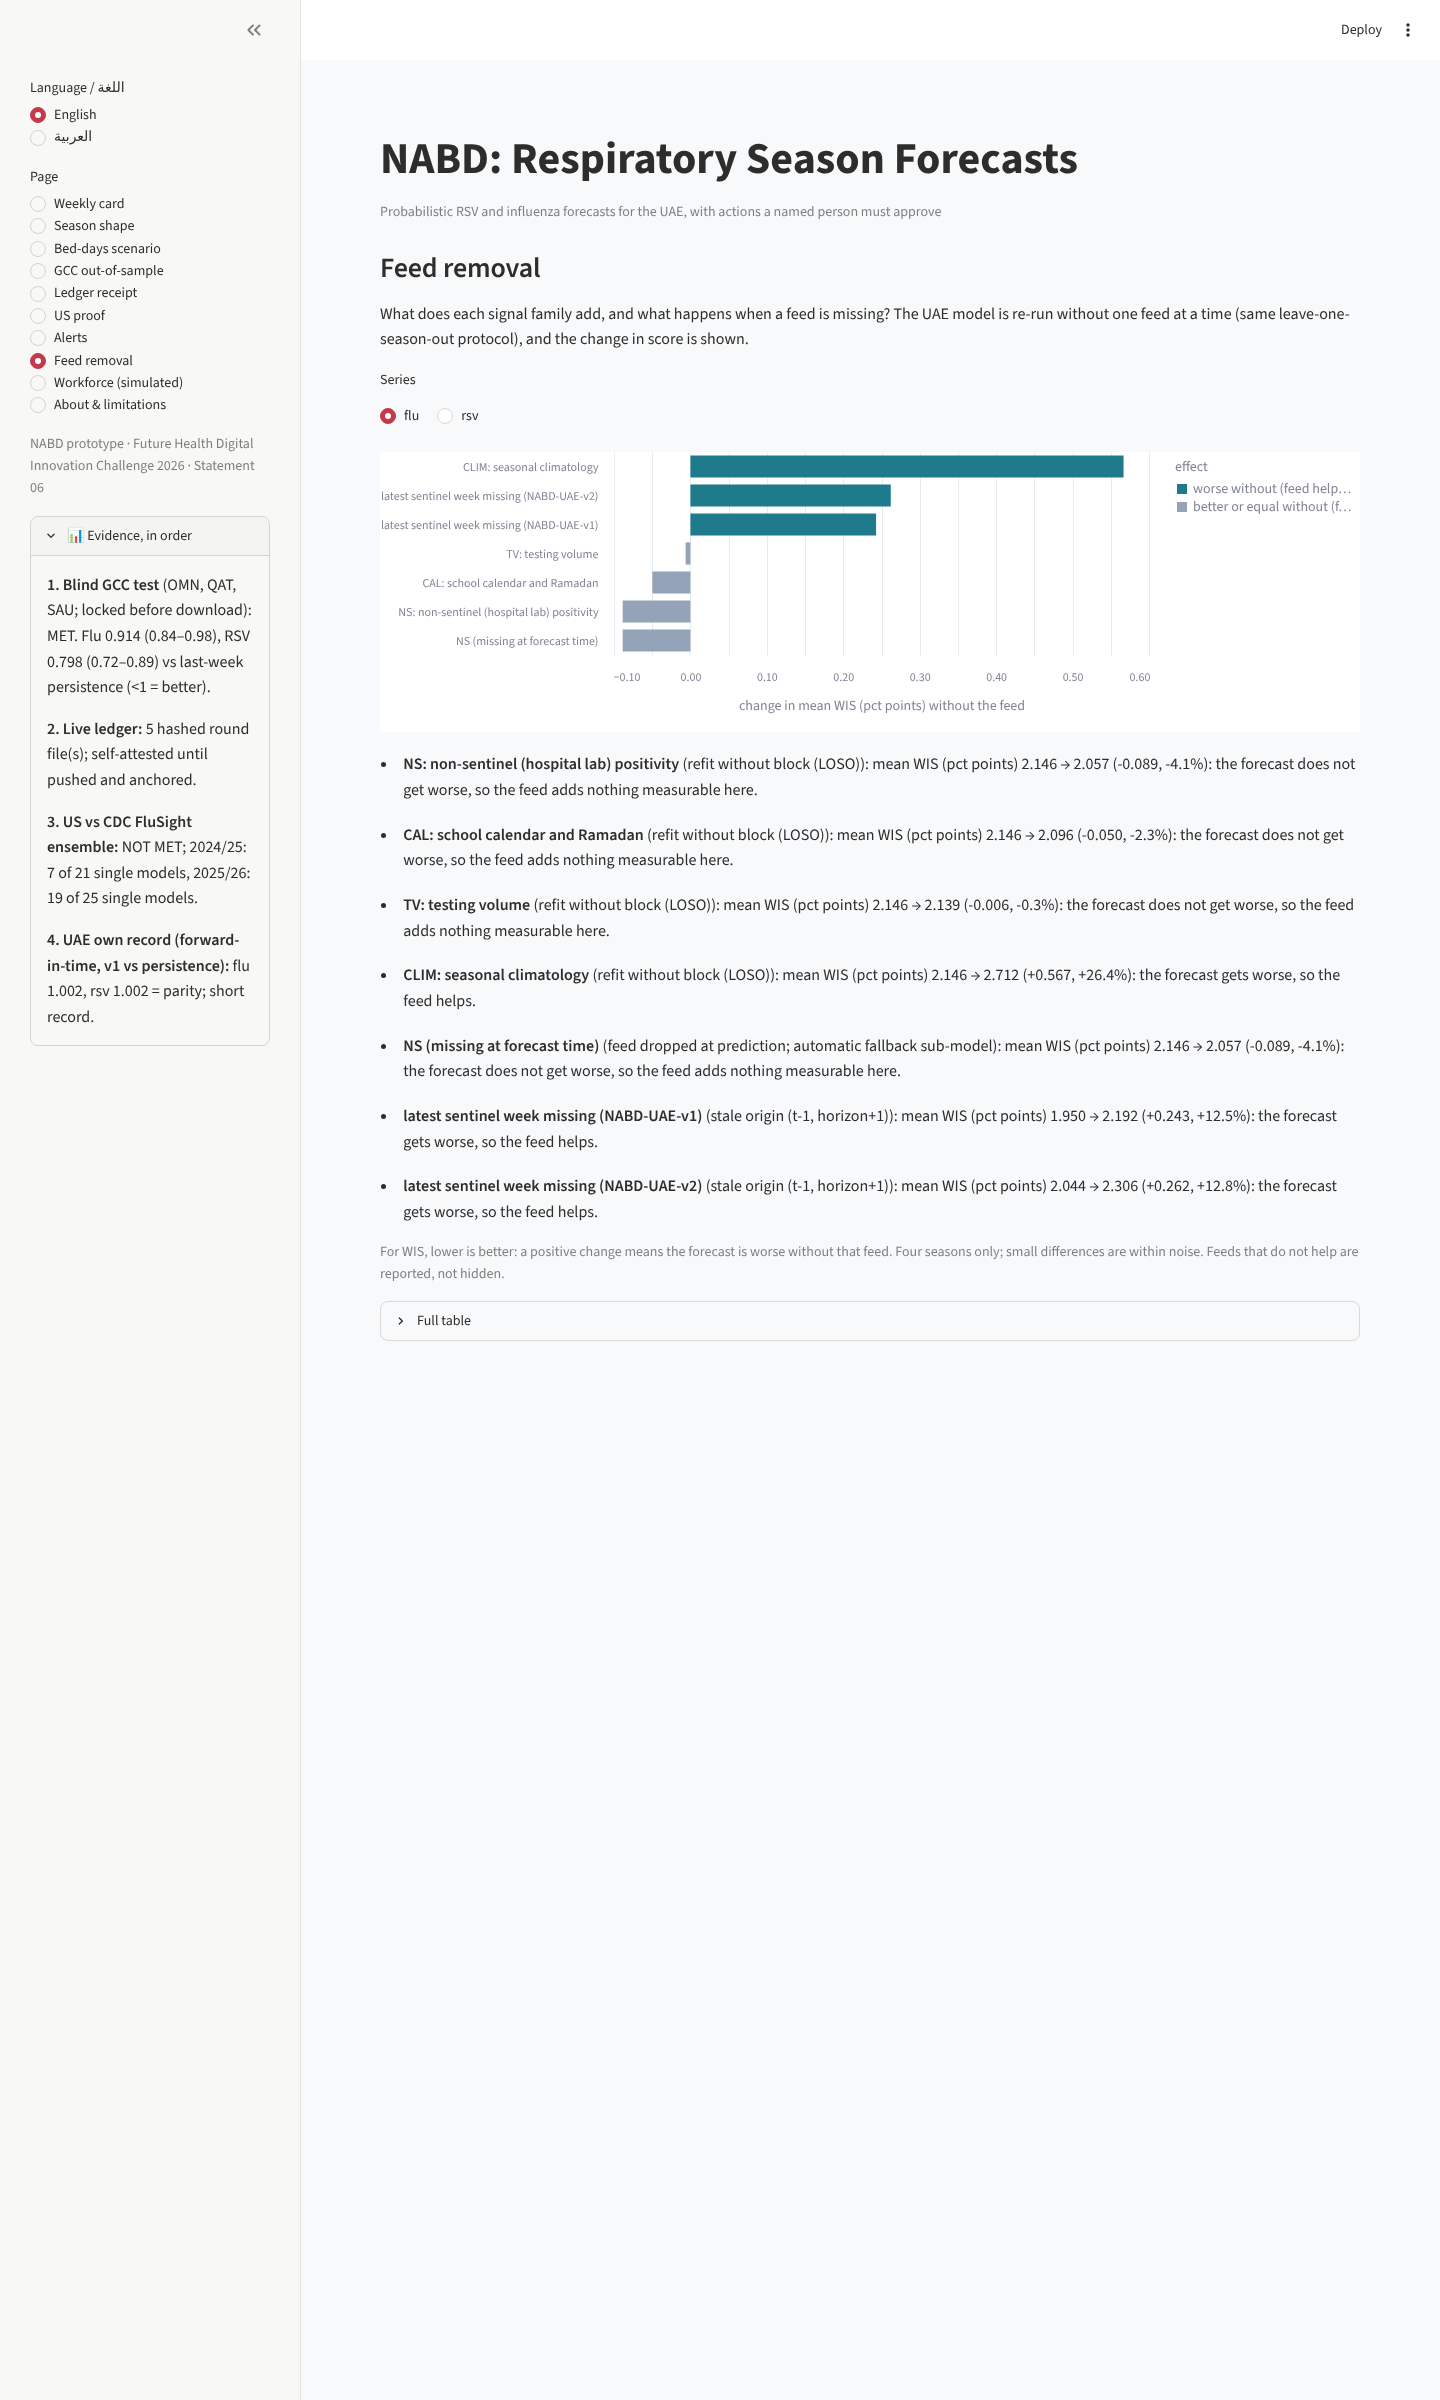 Deploy
Language / اللغة
English
العربية
Page
Weekly card
Season shape
Bed-days scenario
GCC out-of-sample
Ledger receipt
US proof
Alerts
Feed removal
Workforce (simulated)
About & limitations
NABD prototype · Future Health Digital
Innovation Challenge 2026 · Statement
06
📊 Evidence, in order
1. Blind GCC test (OMN, QAT,
SAU; locked before download):
MET. Flu 0.914 (0.84–0.98), RSV
0.798 (0.72–0.89) vs last-week
persistence (<1 = better).
2. Live ledger: 5 hashed round
file(s); self-attested until
pushed and anchored.
3. US vs CDC FluSight
ensemble: NOT MET; 2024/25:
7 of 21 single models, 2025/26:
19 of 25 single models.
4. UAE own record (forward-
in-time, v1 vs persistence): flu
1.002, rsv 1.002 = parity; short
record.
NABD: Respiratory Season Forecasts
Probabilistic RSV and influenza forecasts for the UAE, with actions a named person must approve
Feed removal
What does each signal family add, and what happens when a feed is missing? The UAE model is re-run without one feed at a time (same leave-one-
season-out protocol), and the change in score is shown.
Series
flu
rsv
CLIM: seasonal climatology
latest sentinel week missing (NABD-UAE-v2)
latest sentinel week missing (NABD-UAE-v1)
TV: testing volume
CAL: school calendar and Ramadan
NS: non-sentinel (hospital lab) positivity
NS (missing at forecast time)
−0.10 0.00 0.10 0.20 0.30 0.40 0.50 0.60
change in mean WIS (pct points) without the feed
effect
worse without (feed help…
better or equal without (f…
NS: non-sentinel (hospital lab) positivity (refit without block (LOSO)): mean WIS (pct points) 2.146 → 2.057 (-0.089, -4.1%): the forecast does not
get worse, so the feed adds nothing measurable here.
CAL: school calendar and Ramadan (refit without block (LOSO)): mean WIS (pct points) 2.146 → 2.096 (-0.050, -2.3%): the forecast does not get
worse, so the feed adds nothing measurable here.
TV: testing volume (refit without block (LOSO)): mean WIS (pct points) 2.146 → 2.139 (-0.006, -0.3%): the forecast does not get worse, so the feed
adds nothing measurable here.
CLIM: seasonal climatology (refit without block (LOSO)): mean WIS (pct points) 2.146 → 2.712 (+0.567, +26.4%): the forecast gets worse, so the
feed helps.
NS (missing at forecast time) (feed dropped at prediction; automatic fallback sub-model): mean WIS (pct points) 2.146 → 2.057 (-0.089, -4.1%):
the forecast does not get worse, so the feed adds nothing measurable here.
latest sentinel week missing (NABD-UAE-v1) (stale origin (t-1, horizon+1)): mean WIS (pct points) 1.950 → 2.192 (+0.243, +12.5%): the forecast
gets worse, so the feed helps.
latest sentinel week missing (NABD-UAE-v2) (stale origin (t-1, horizon+1)): mean WIS (pct points) 2.044 → 2.306 (+0.262, +12.8%): the forecast
gets worse, so the feed helps.
For WIS, lower is better: a positive change means the forecast is worse without that feed. Four seasons only; small differences are within noise. Feeds that do not help are
reported, not hidden.
Full table